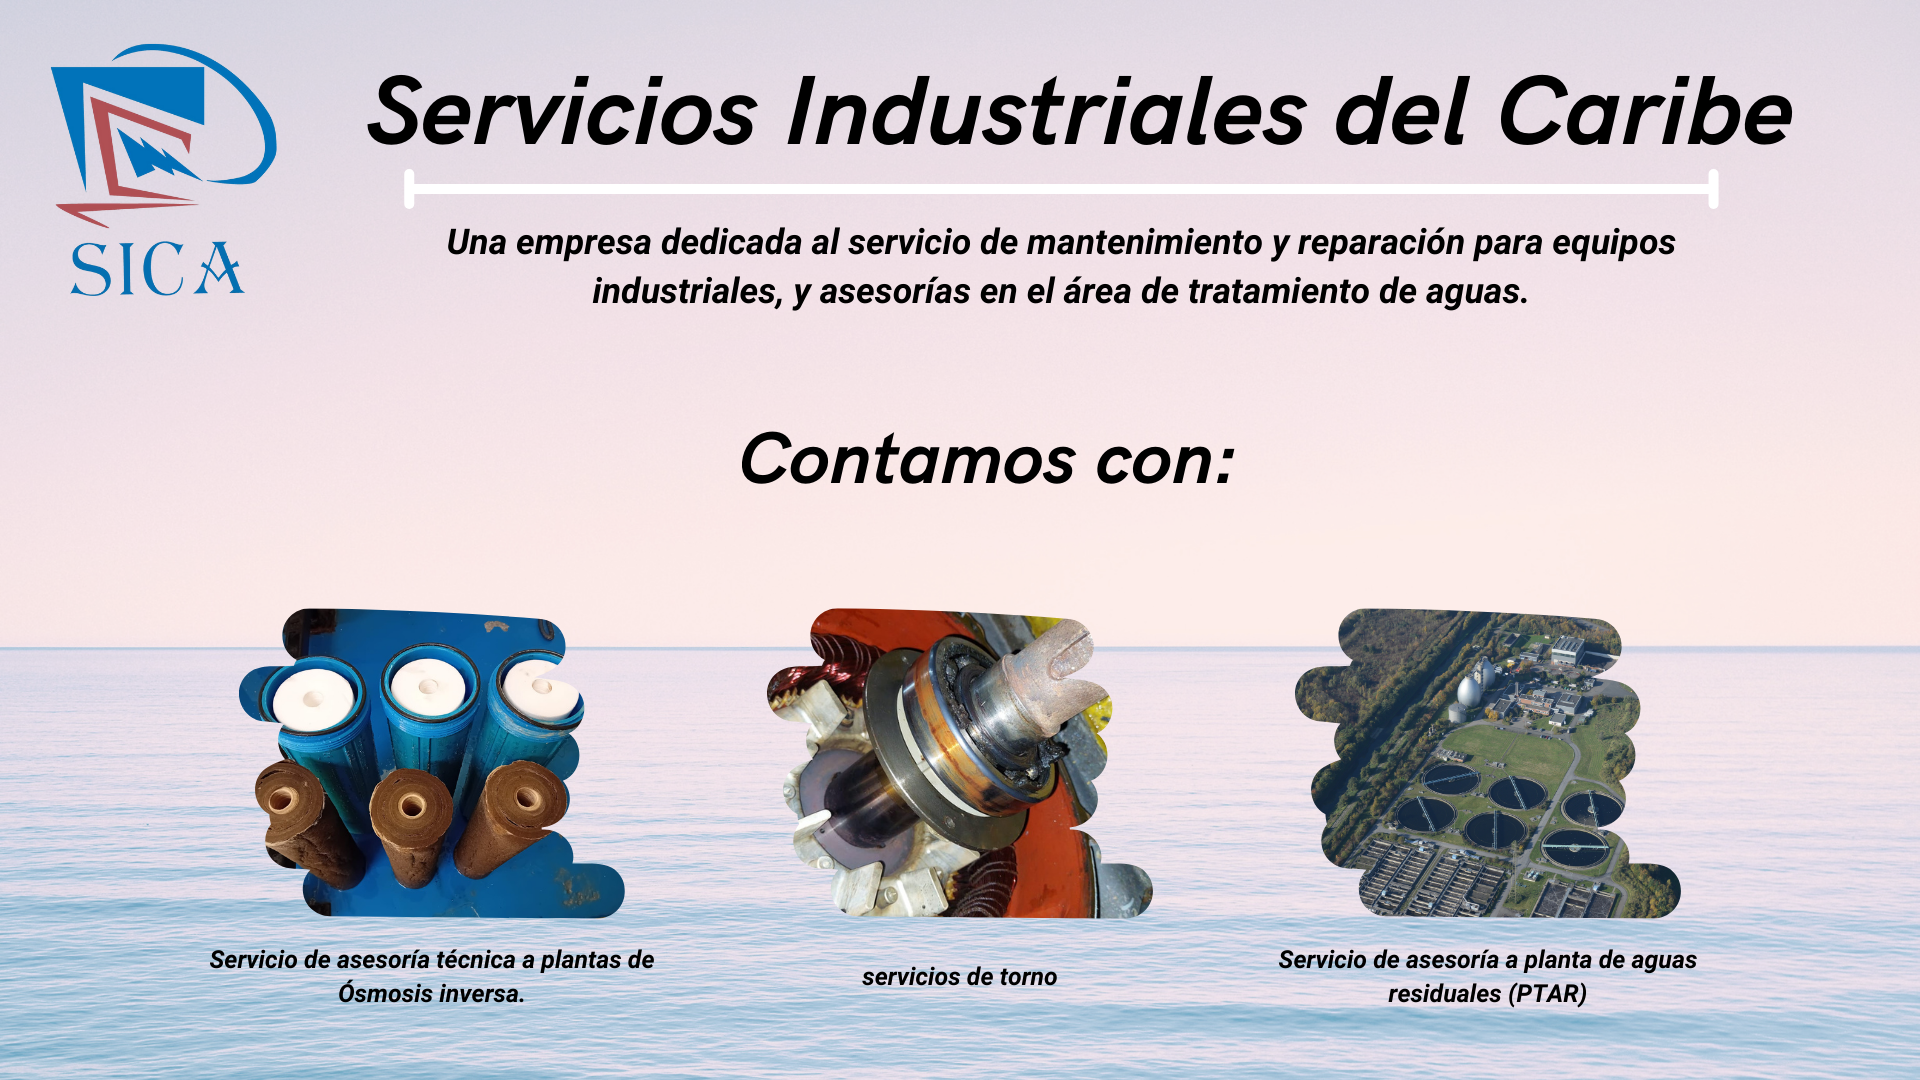 SICA
Servicios Industriales del Caribe
Una empresa dedicada al servicio de mantenimiento y reparación para equipos
industriales, y asesorías en el área de tratamiento de aguas.
Contamos con:
Servicio de asesoría técnica a plantas de
Ósmosis inversa.
servicios de torno
Servicio de asesoría a planta de aguas
residuales (PTAR)